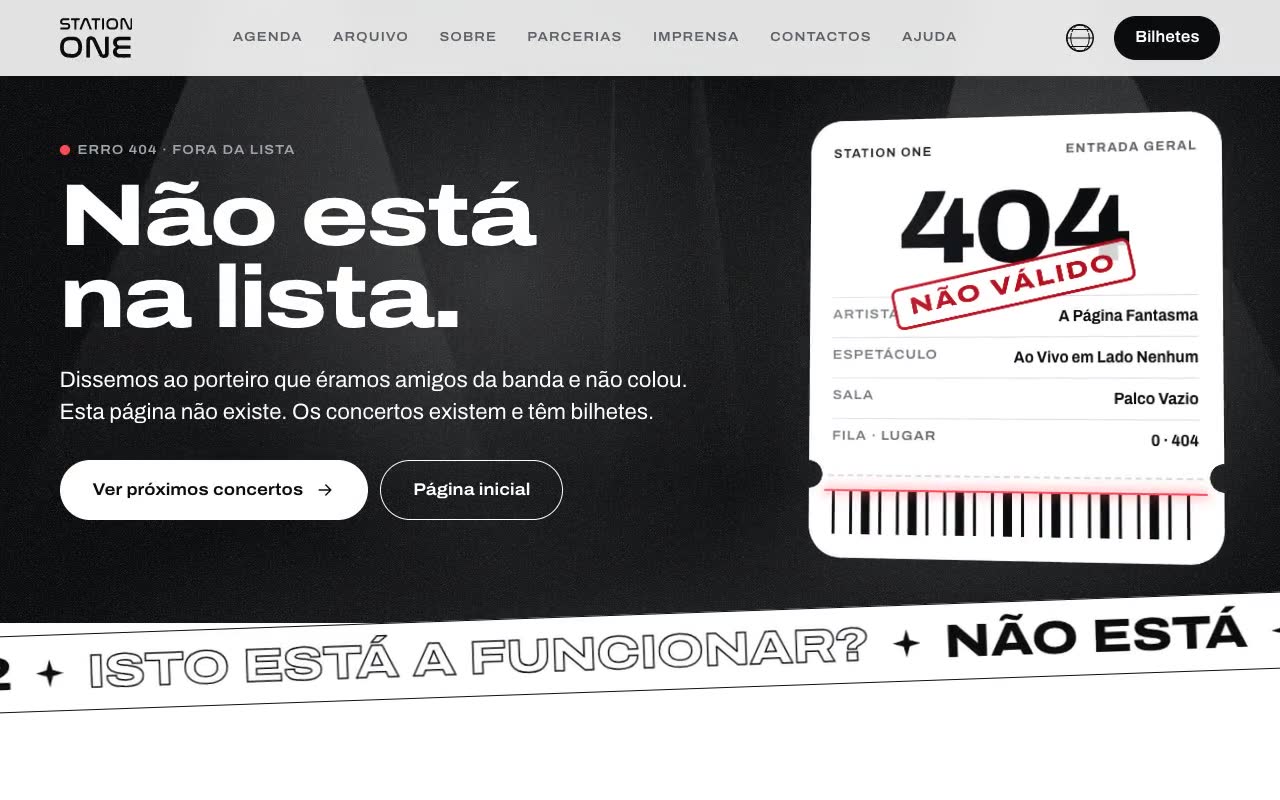 STATION
ONE
AGENDA
ARQUIVO
SOBRE
PARCERIAS
IMPRENSA
CONTACTOS
AJUDA
Bilhetes
ERRO 404 · FORA DA LISTA
Não está
na lista.
Dissemos ao porteiro que éramos amigos da banda e não colou.
Esta página não existe. Os concertos existem e têm bilhetes.
Ver próximos concertos →
Página inicial
STATION ONE
ENTRADA GERAL
404
NÃO VÁLIDO
ARTISTA
A Página Fantasma
ESPETÁCULO
Ao Vivo em Lado Nenhum
SALA
Palco Vazio
FILA · LUGAR
0 · 404
ISTO ESTÁ A FUNCIONAR? ✦ NÃO ESTÁ